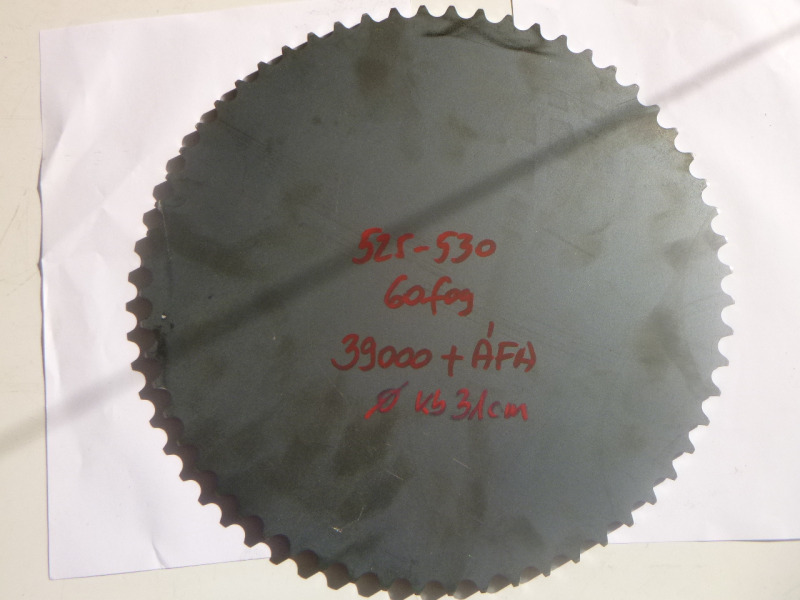 525-530
60fog
39000 + ÁFA
Ø kb 31cm